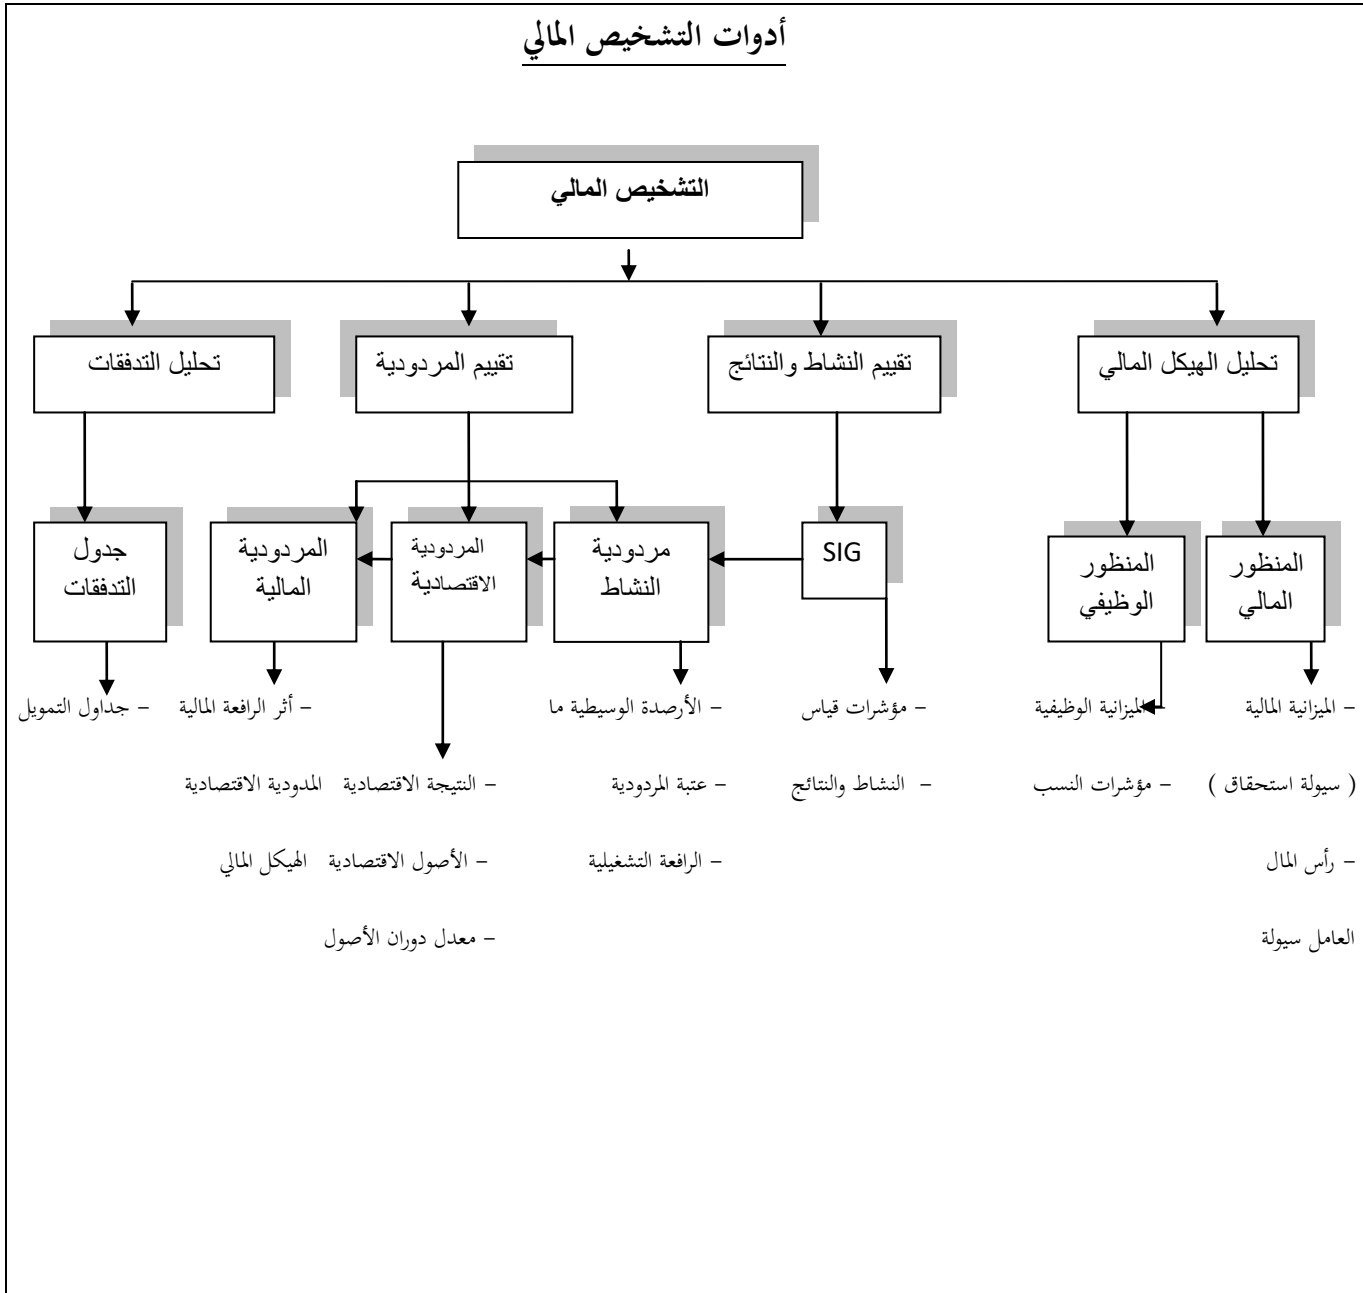 أدوات التشخيص المالي
التشخيص المالي
تحليل الهيكل المالي
تقييم النشاط والنتائج
تقييم المردودية
تحليل التدفقات
المنظور
المالي
المنظور
الوظيفي
SIG
مردودية
النشاط
المردودية
الاقتصادية
المردودية
المالية
جدول
التدفقات
– الميزانية المالية
( سيولة استحقاق )
– رأس المال
العامل سيولة
الميزانية الوظيفية
– مؤشرات النسب
– مؤشرات قياس
– النشاط والنتائج
– الأرصدة الوسيطية ما
– عتبة المردودية
– الرافعة التشغيلية
– النتيجة الاقتصادية
– الأصول الاقتصادية
– معدل دوران الأصول
– أثر الرافعة المالية
المدودية الاقتصادية
الهيكل المالي
– جداول التمويل